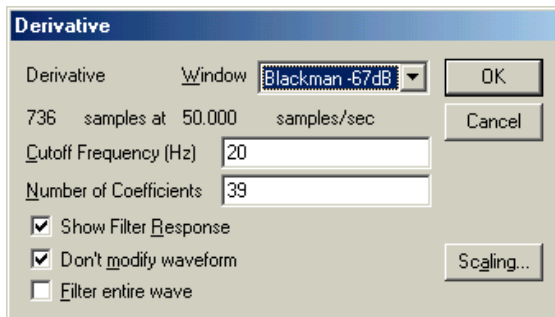 Derivative
Derivative Window Blackman -67dB OK
736 samples at 50.000 samples/sec Cancel
Cutoff Frequency (Hz) 20
Number of Coefficients 39
Show Filter Response
Don't modify waveform Scaling...
Filter entire wave